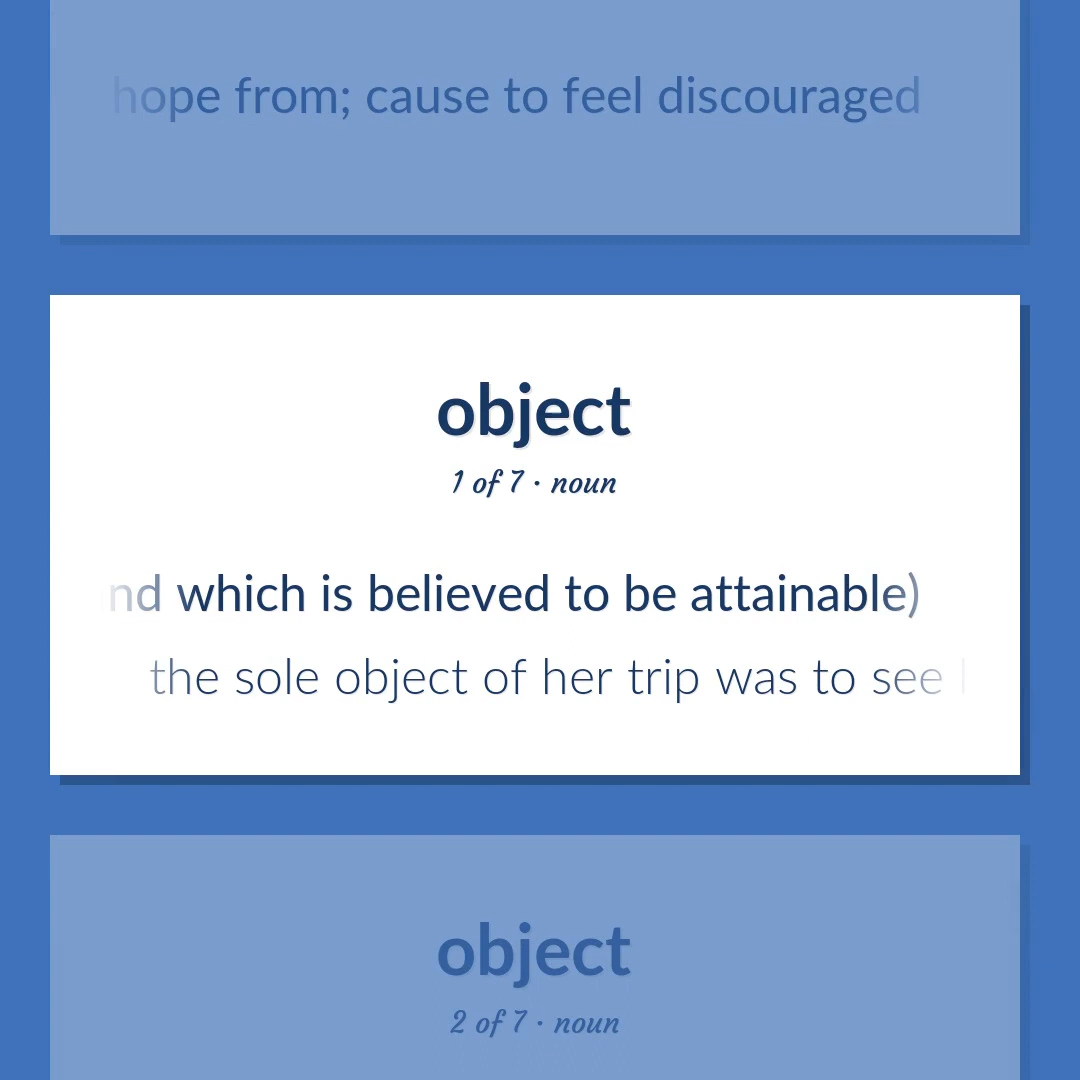 hope from; cause to feel discouraged
object
1 of 7 · noun
nd which is believed to be attainable)
the sole object of her trip was to see
object
2 of 7 · noun